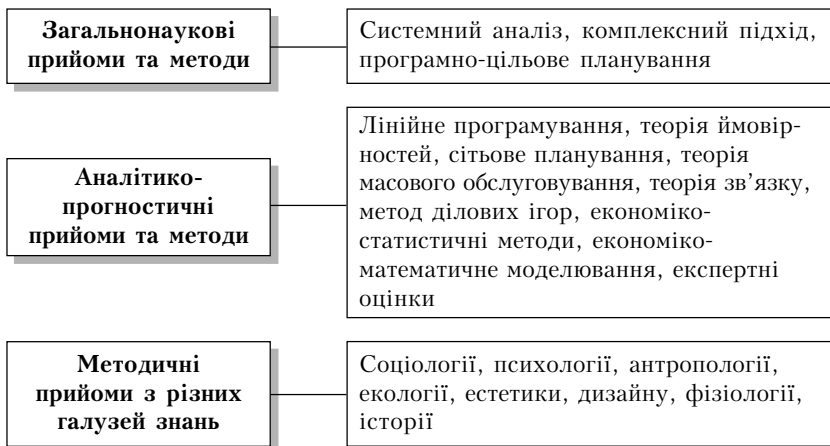 Загальнонаукові
прийоми та методи
Системний аналіз, комплексний підхід,
програмно-цільове планування
Аналітико-
прогностичні
прийоми та методи
Лінійне програмування, теорія ймовір-
ностей, сітьове планування, теорія
масового обслуговування, теорія зв’язку,
метод ділових ігор, економіко-
статистичні методи, економіко-
математичне моделювання, експертні
оцінки
Методичні
прийоми з різних
галузей знань
Соціології, психології, антропології,
екології, естетики, дизайну, фізіології,
історії